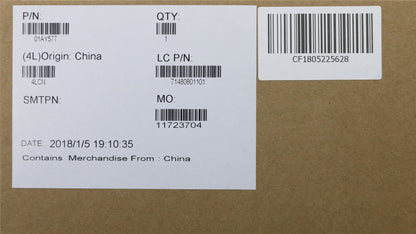 P/N: QTY:
01AY577 1
(4L)Origin: China LC P/N:
4LCN 71480801101
SMTPN: MO:
11723704
DATE 2018/1/5 19:10:35
Contains Merchandise From : China
CF1805225628